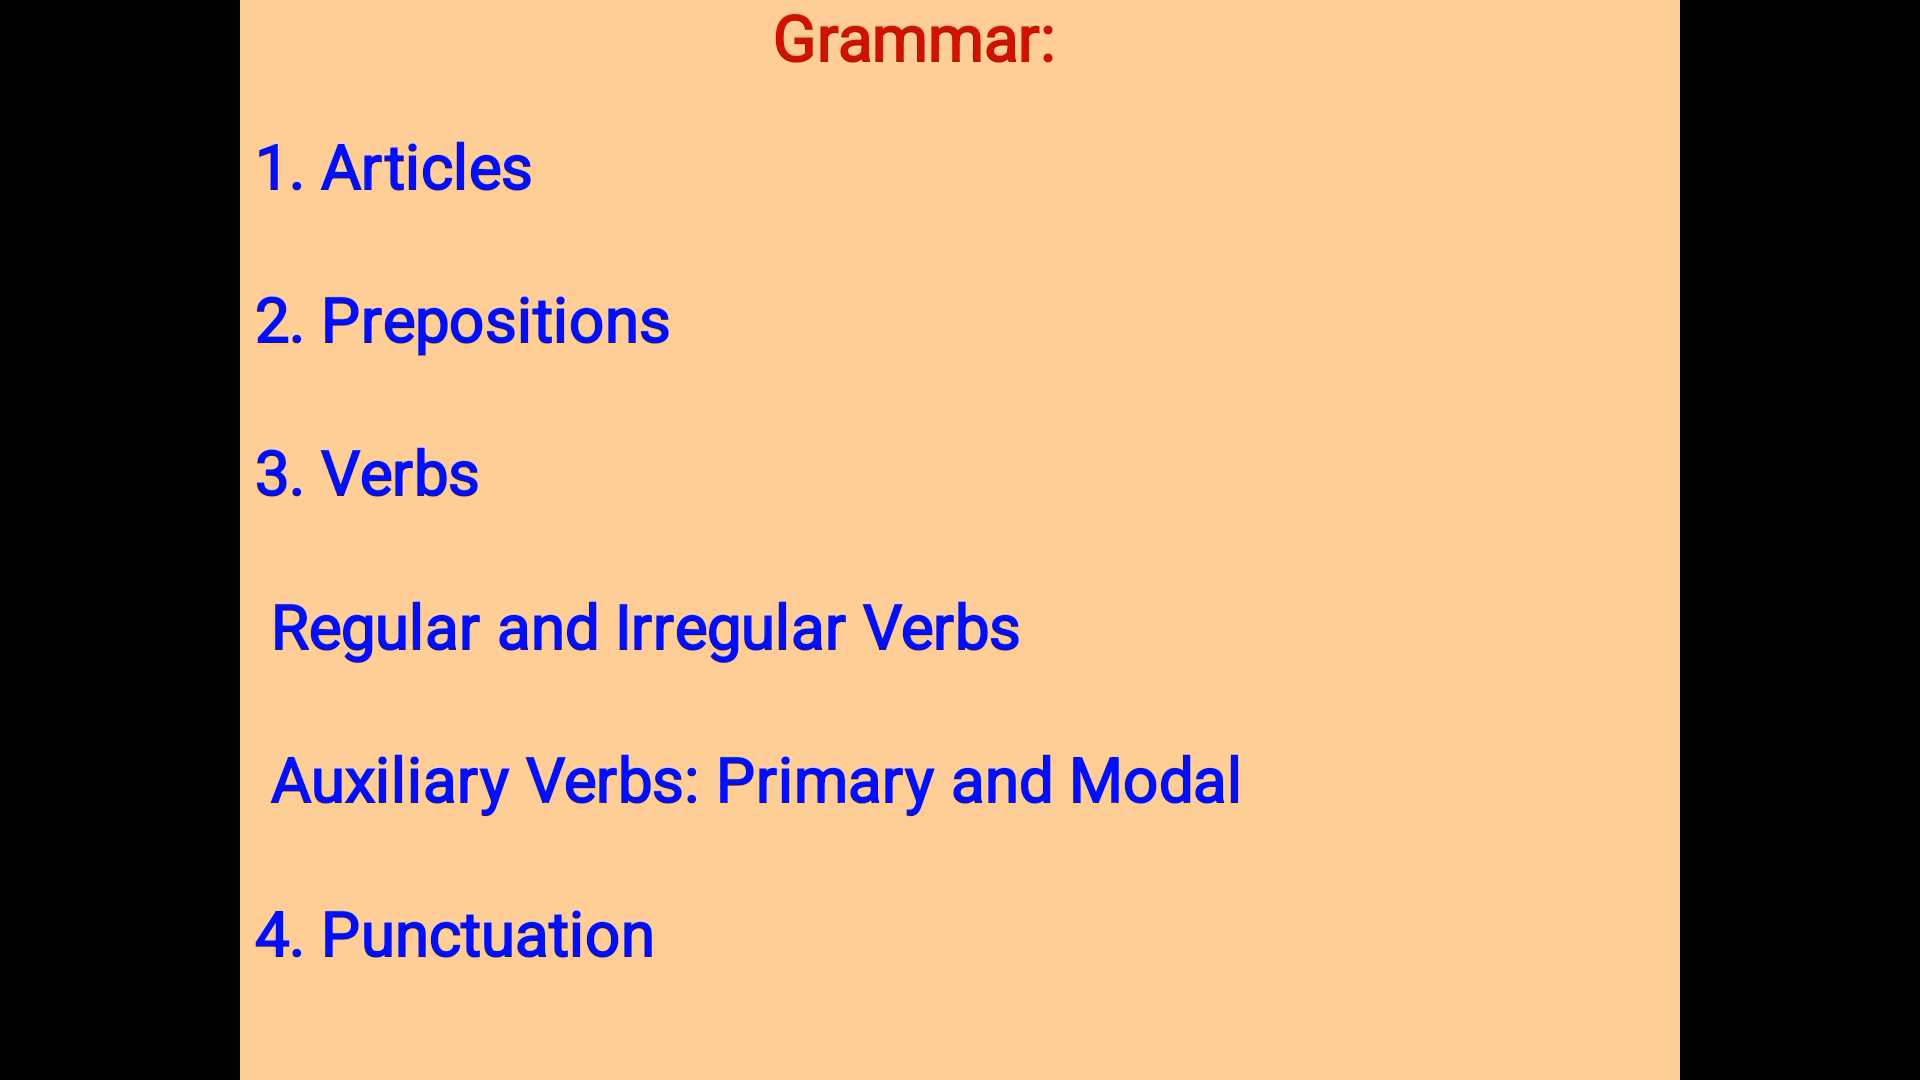 Grammar:
1. Articles
2. Prepositions
3. Verbs
Regular and Irregular Verbs
Auxiliary Verbs: Primary and Modal
4. Punctuation